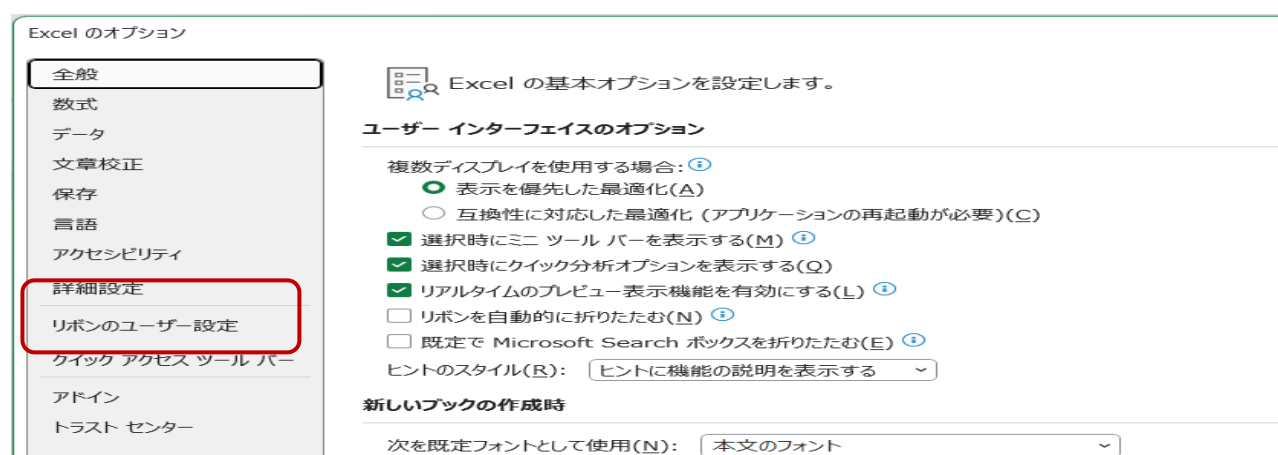 Excel のオプション
全般
数式
データ
文章校正
保存
言語
アクセシビリティ
詳細設定
リボンのユーザー設定
クイック アクセス ツール バー
アドイン
トラスト センター
Excel の基本オプションを設定します。
ユーザー インターフェイスのオプション
複数ディスプレイを使用する場合:
表示を優先した最適化(A)
互換性に対応した最適化 (アプリケーションの再起動が必要)(C)
選択時にミニ ツール バーを表示する(M)
選択時にクイック分析オプションを表示する(Q)
リアルタイムのプレビュー表示機能を有効にする(L)
リボンを自動的に折りたたむ(N)
既定で Microsoft Search ボックスを折りたたむ(E)
ヒントのスタイル(R): ヒントに機能の説明を表示する
新しいブックの作成時
次を既定フォントとして使用(N): 本文のフォント